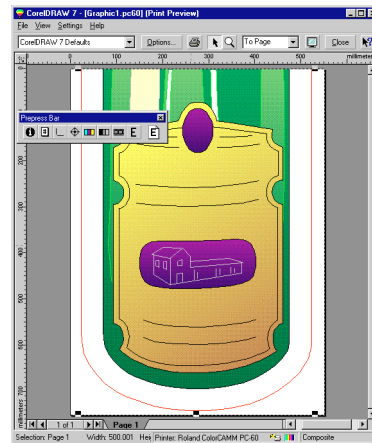 CorelDRAW 7 - [Graphic1.pc60] (Print Preview)
File View Settings Help
CorelDRAW 7 Defaults Options... To Page Close
0 100 200 300 400 500 millimeters
Prepress Bar
200
300
400
500
600
700
millimeters
1 of 1 Page 1
Selection: Page 1 Width: 500.001 Hei Printer: Roland ColorCAMM PC-60 Composite